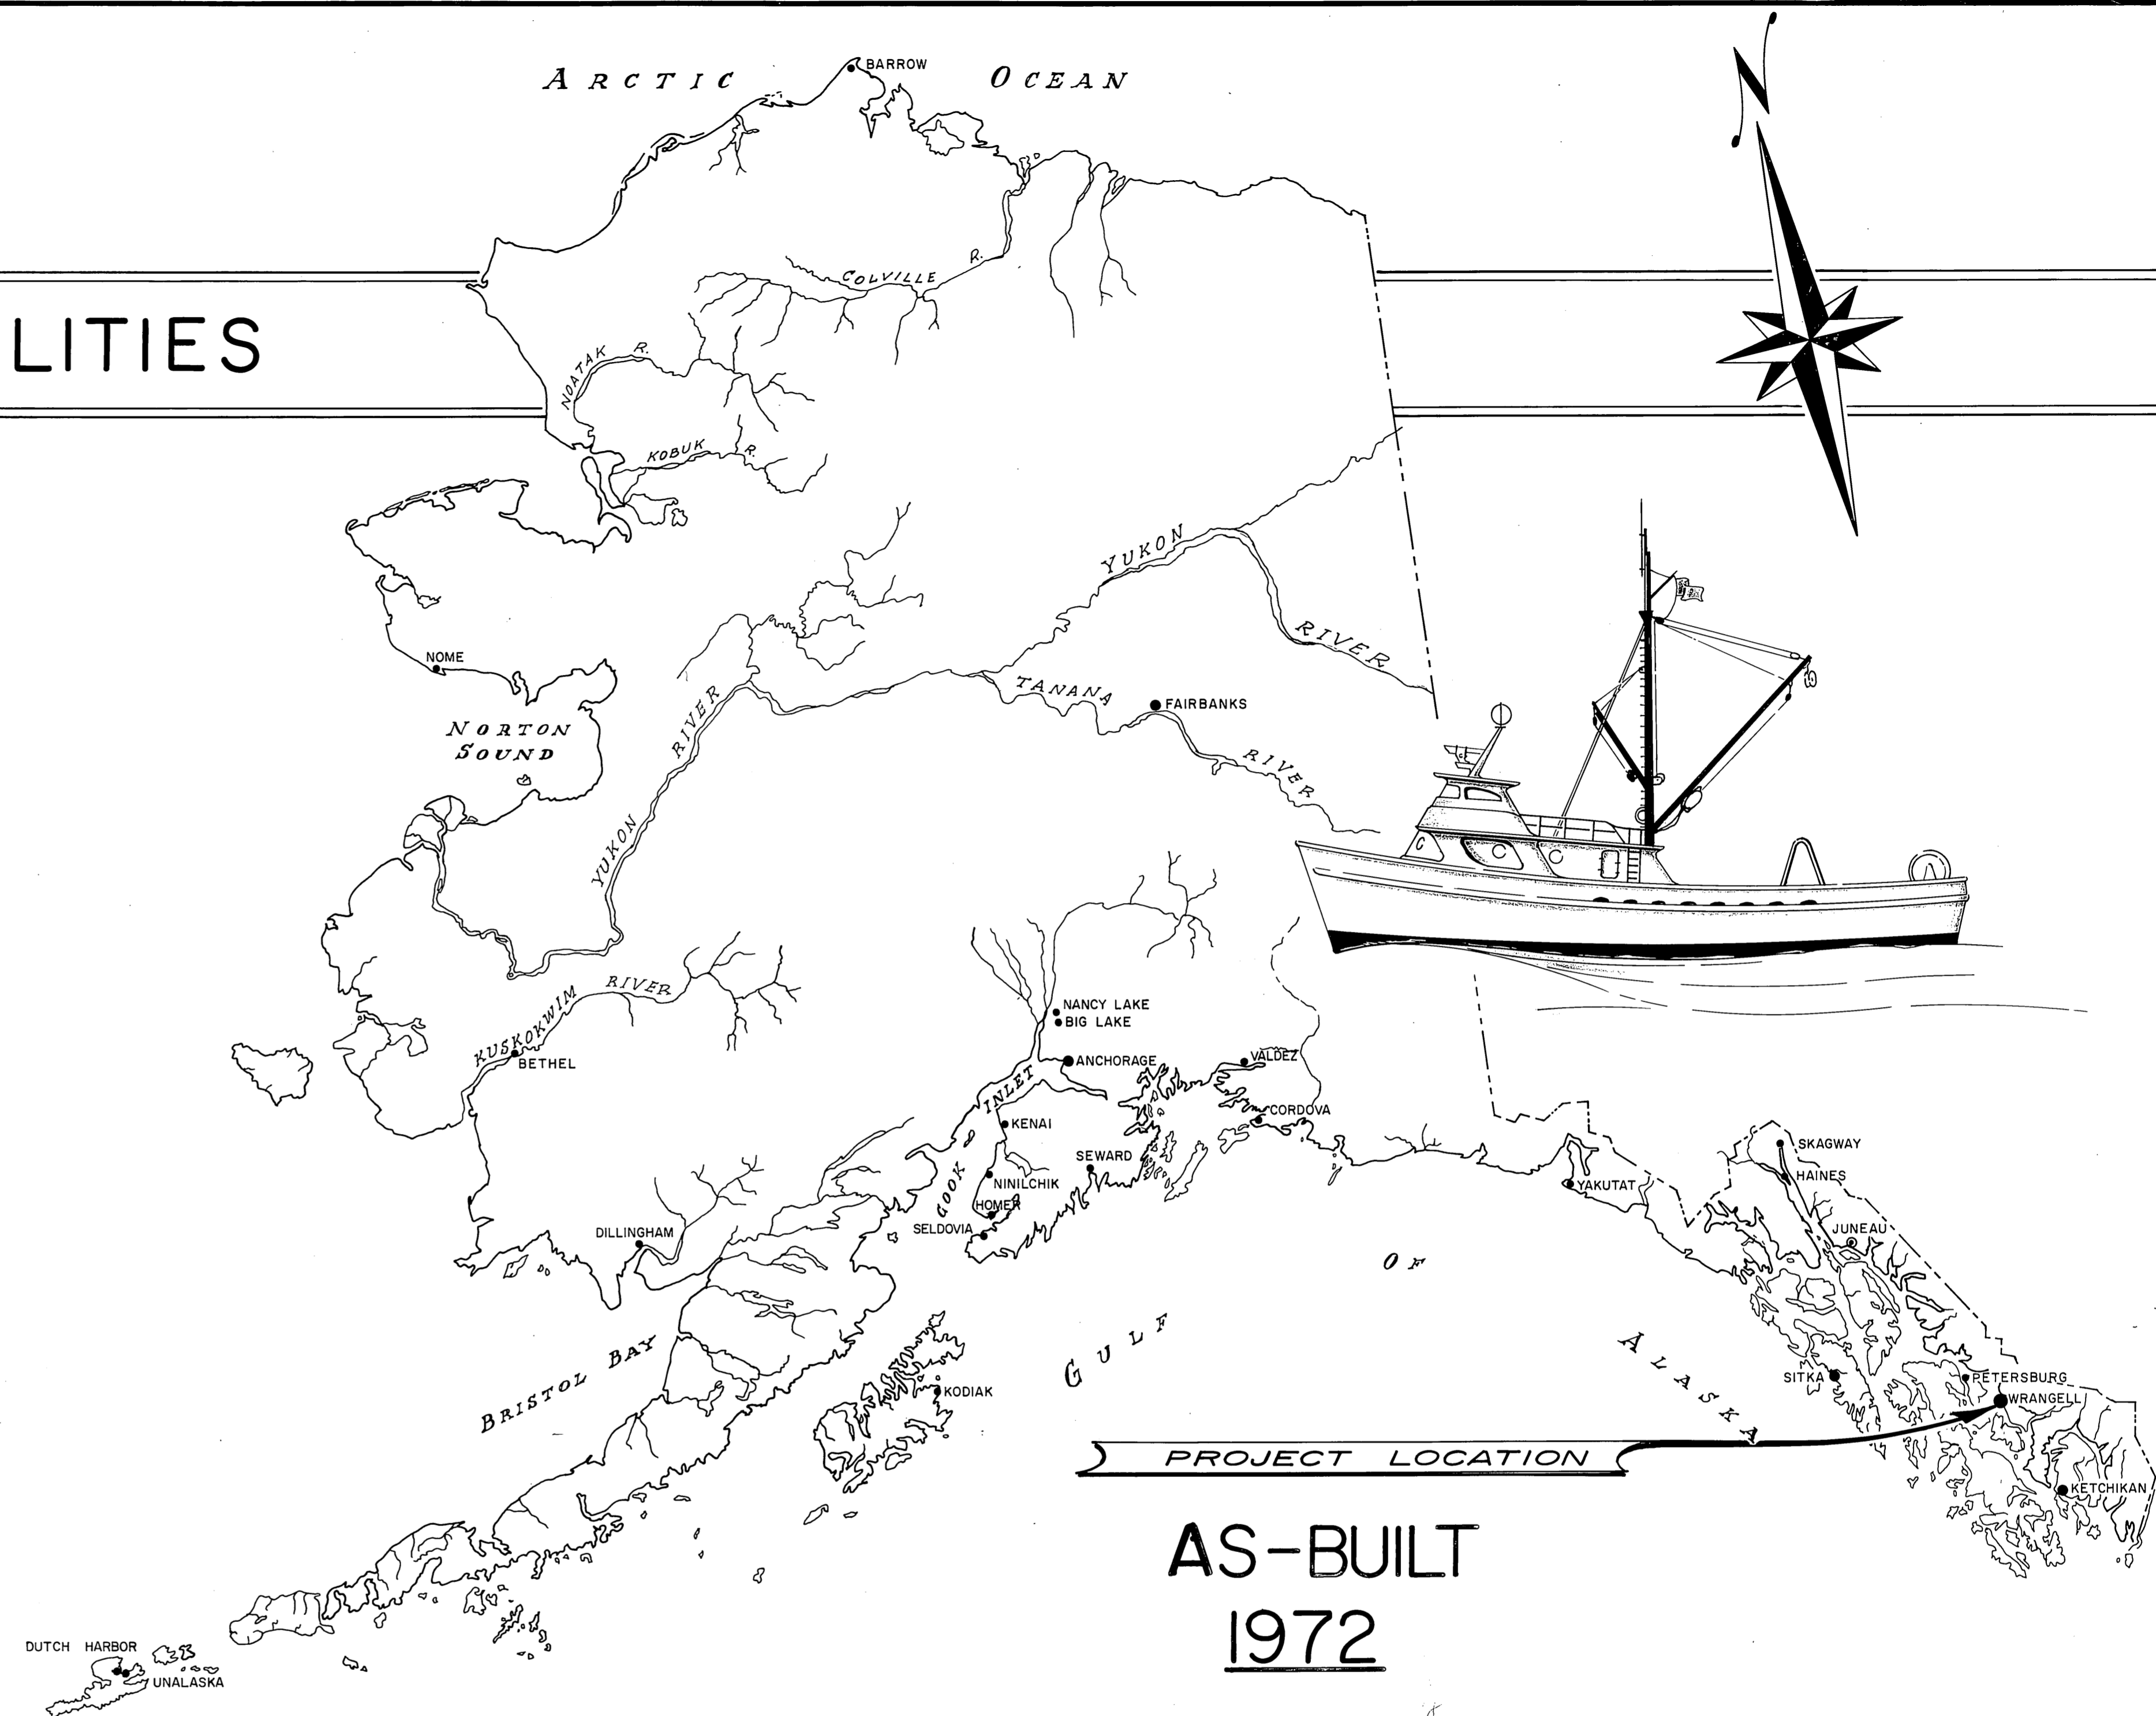 ARCTIC OCEAN
BARROW
N
COLVILLE R.
LITIES
NOATAK R.
KOBUK R.
YUKON RIVER
NOME
TANANA RIVER
FAIRBANKS
NORTON
SOUND
YUKON RIVER
KUSKOKWIM RIVER
BETHEL
NANCY LAKE
BIG LAKE
ANCHORAGE
VALDEZ
COOK INLET
CORDOVA
KENAI
SEWARD
NINILCHIK
HOMER
SELDOVIA
DILLINGHAM
SKAGWAY
HAINES
YAKUTAT
JUNEAU
GULF OF ALASKA
BRISTOL BAY
KODIAK
SITKA
PETERSBURG
WRANGELL
PROJECT LOCATION
KETCHIKAN
AS-BUILT
1972
DUTCH HARBOR
UNALASKA